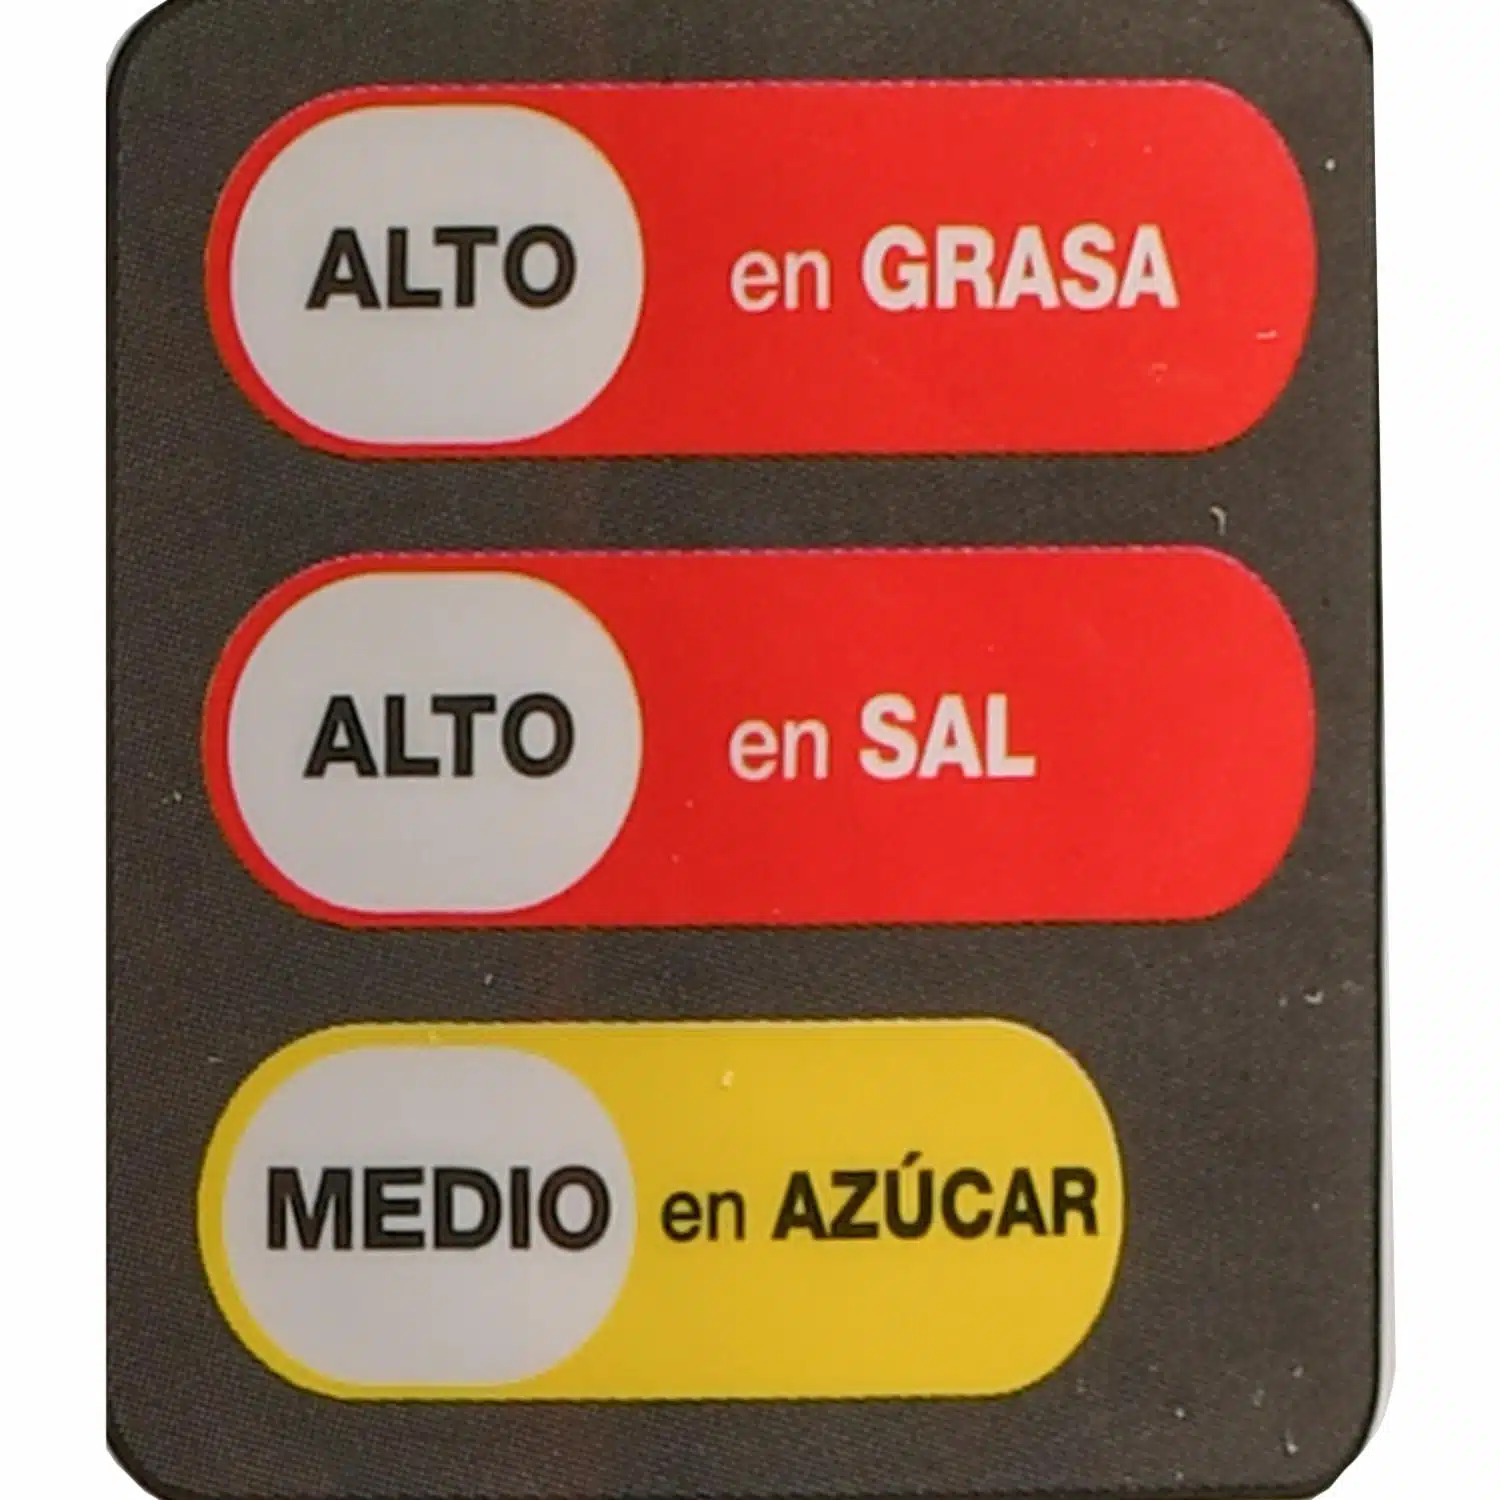 ALTO en GRASA
ALTO en SAL
MEDIO en AZÚCAR